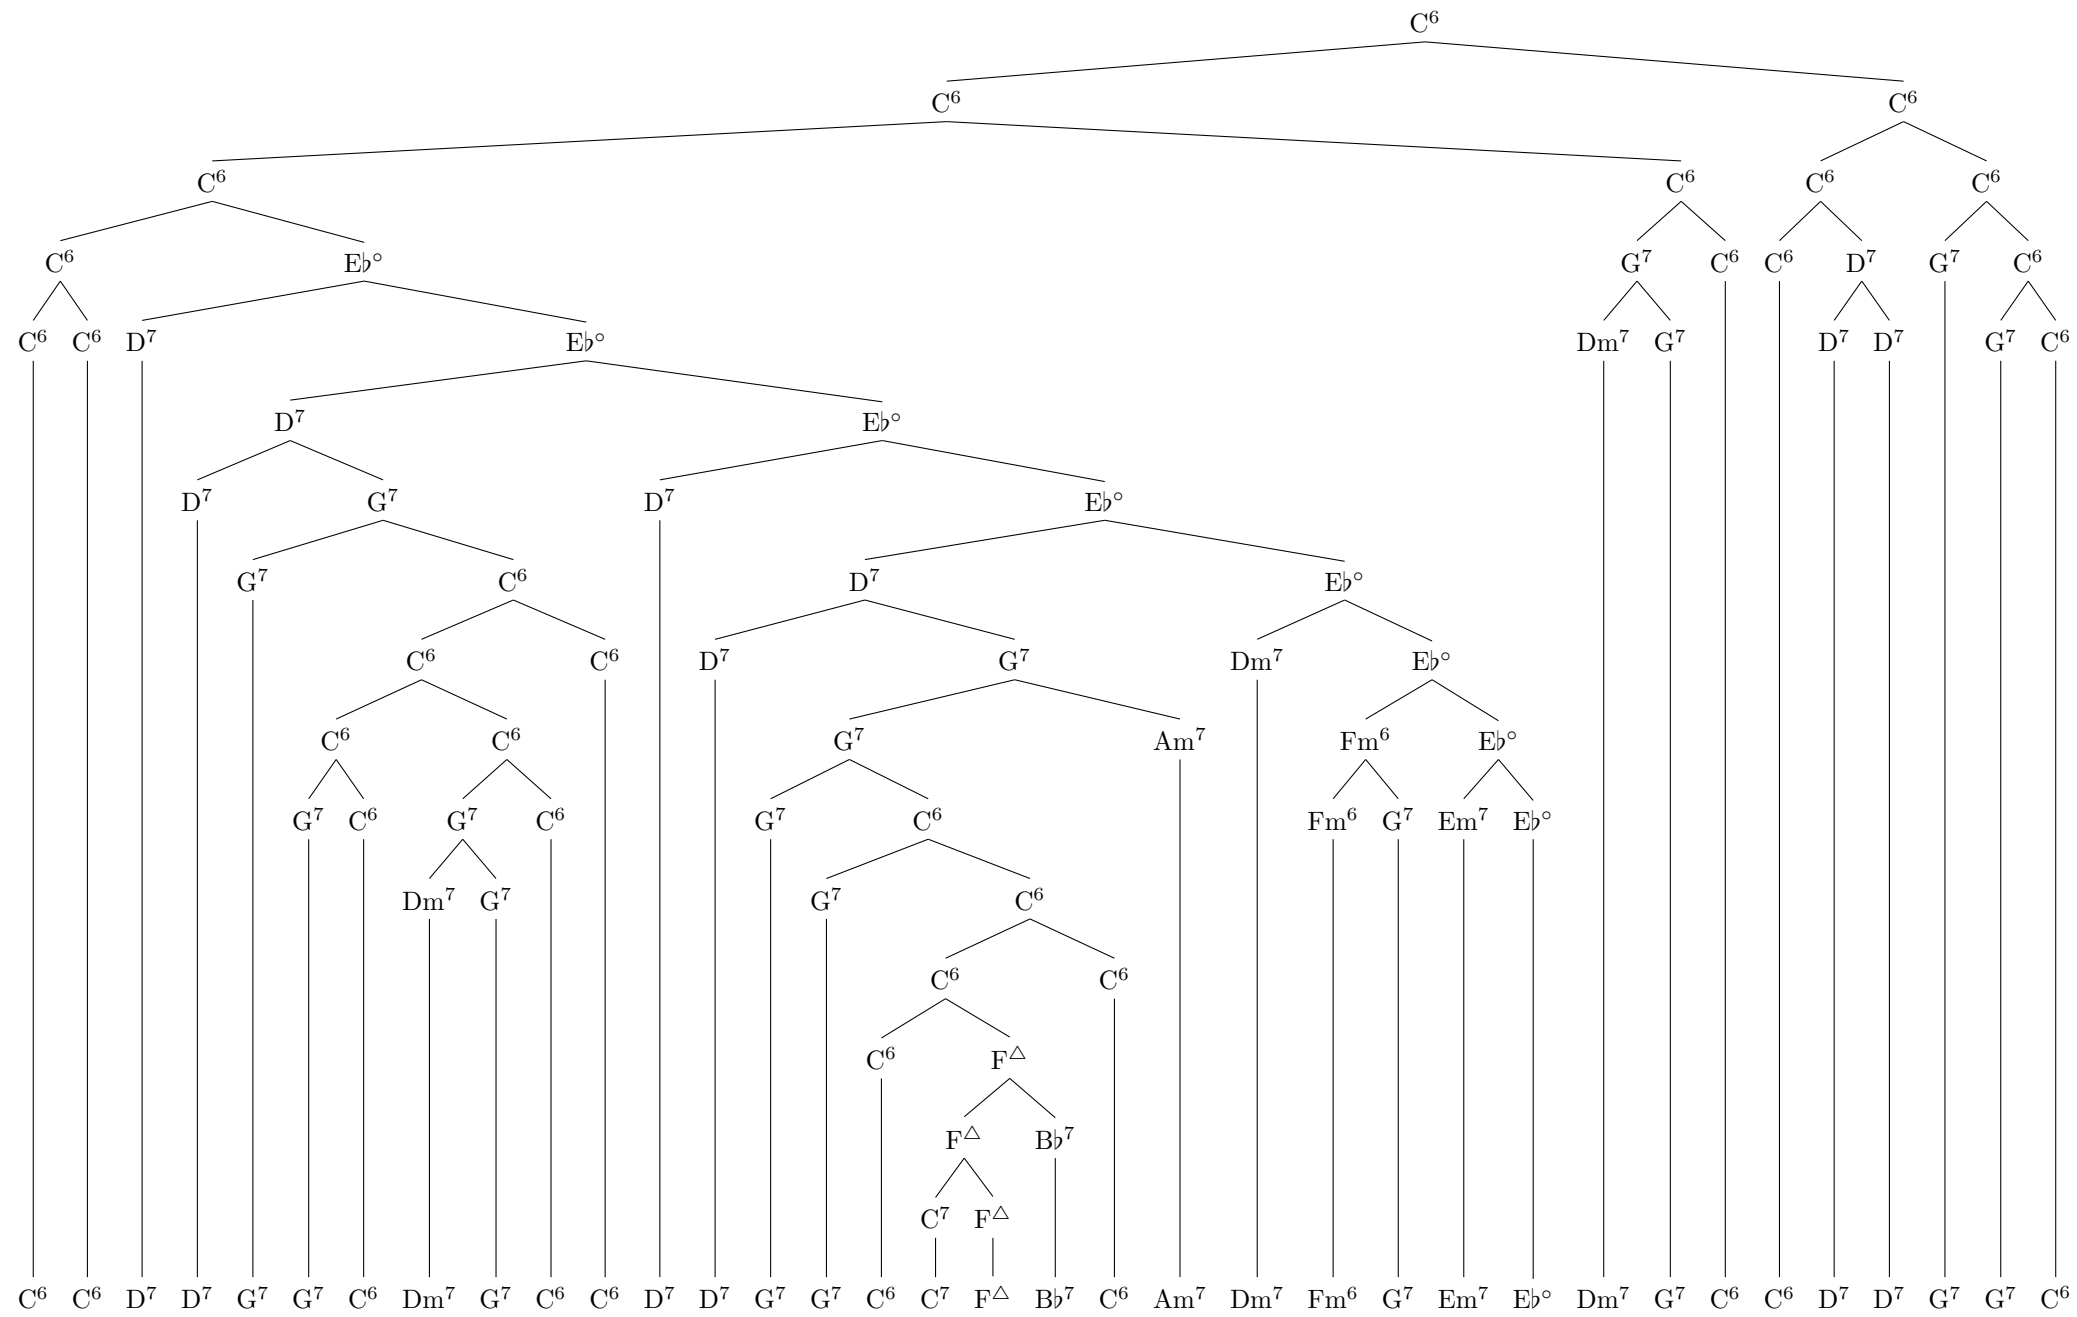 C⁶
C⁶ C⁶
C⁶ C⁶ C⁶ C⁶
C⁶ E♭° G⁷ C⁶ C⁶ D⁷ G⁷ C⁶
C⁶ C⁶ D⁷ E♭° Dm⁷ G⁷ D⁷ D⁷ G⁷ C⁶
D⁷ E♭°
D⁷ G⁷ D⁷ E♭°
G⁷ C⁶ D⁷ E♭°
C⁶ C⁶ D⁷ G⁷ Dm⁷ E♭°
C⁶ C⁶ G⁷ Am⁷ Fm⁶ E♭°
G⁷ C⁶ G⁷ C⁶ G⁷ C⁶ Fm⁶ G⁷ Em⁷ E♭°
Dm⁷ G⁷ G⁷ C⁶
C⁶ C⁶
C⁶ F△
F△ B♭⁷
C⁷ F△
C⁶ C⁶ D⁷ D⁷ G⁷ G⁷ C⁶ Dm⁷ G⁷ C⁶ C⁶ D⁷ D⁷ G⁷ G⁷ C⁶ C⁷ F△ B♭⁷ C⁶ Am⁷ Dm⁷ Fm⁶ G⁷ Em⁷ E♭° Dm⁷ G⁷ C⁶ C⁶ D⁷ D⁷ G⁷ G⁷ C⁶